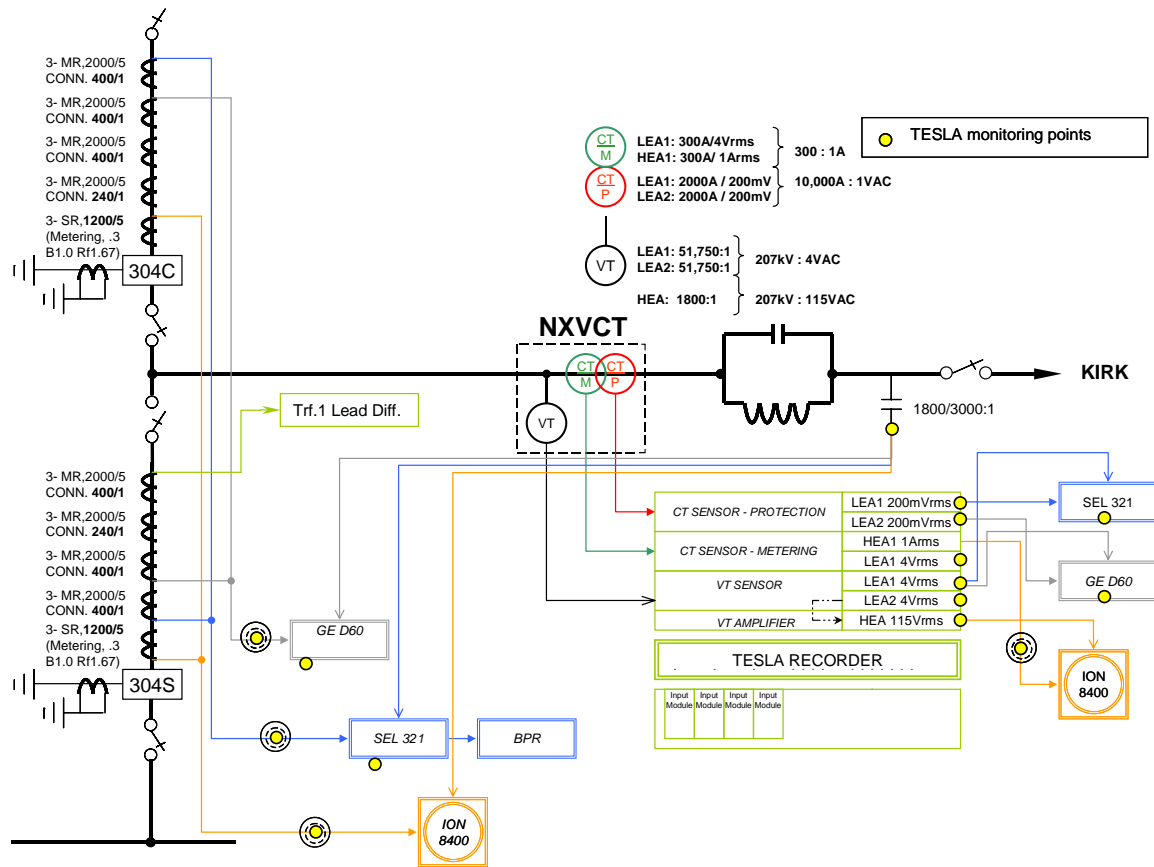 3- MR,2000/5
CONN. 400/1
3- MR,2000/5
CONN. 400/1
3- MR,2000/5
CONN. 400/1
3- MR,2000/5
CONN. 240/1
3- SR,1200/5
(Metering, .3
B1.0 Rf1.67)
304C
CT
M
LEA1: 300A/4Vrms
HEA1: 300A/ 1Arms
300 : 1A
CT
P
LEA1: 2000A / 200mV
LEA2: 2000A / 200mV
10,000A : 1VAC
TESLA monitoring points
VT
LEA1: 51,750:1
LEA2: 51,750:1
207kV : 4VAC
HEA: 1800:1
207kV : 115VAC
NXVCT
CT
M
CT
P
VT
KIRK
1800/3000:1
Trf.1 Lead Diff.
3- MR,2000/5
CONN. 400/1
3- MR,2000/5
CONN. 240/1
3- MR,2000/5
CONN. 400/1
3- MR,2000/5
CONN. 400/1
3- SR,1200/5
(Metering, .3
B1.0 Rf1.67)
304S
CT SENSOR - PROTECTION
LEA1 200mVrms
LEA2 200mVrms
CT SENSOR - METERING
HEA1 1Arms
LEA1 4Vrms
VT SENSOR
LEA1 4Vrms
LEA2 4Vrms
VT AMPLIFIER
HEA 115Vrms
SEL 321
GE D60
GE D60
TESLA RECORDER
Input
Module
Input
Module
Input
Module
Input
Module
ION
8400
SEL 321
BPR
ION
8400